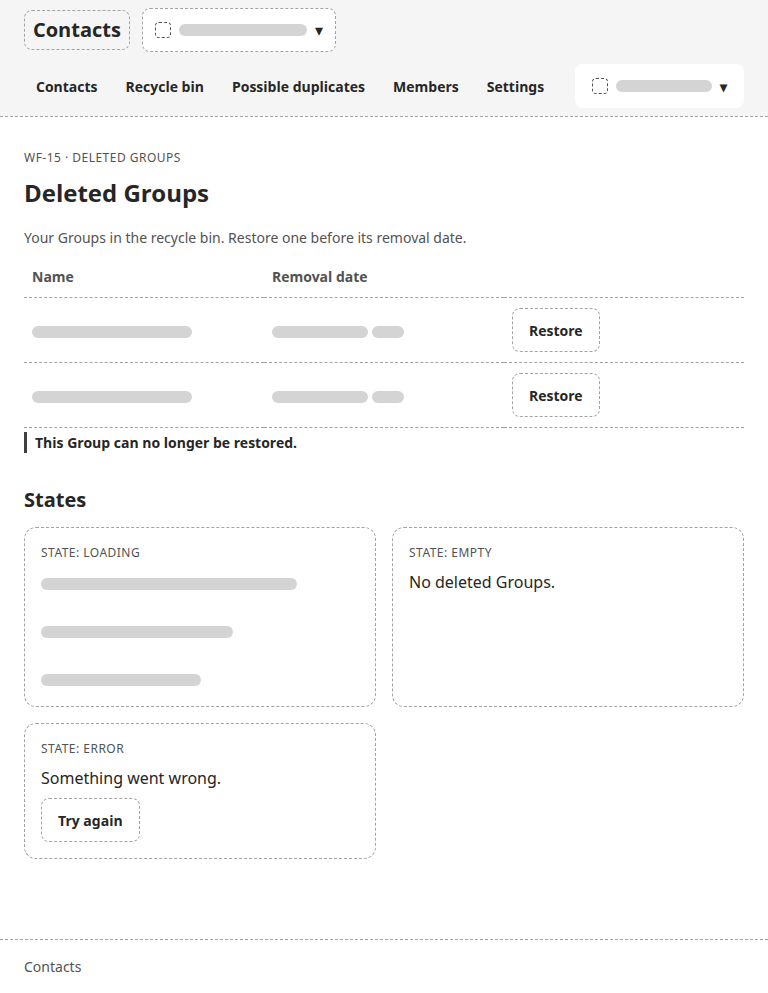 Contacts ▾
Contacts Recycle bin Possible duplicates Members Settings ▾
WF-15 · DELETED GROUPS
Deleted Groups
Your Groups in the recycle bin. Restore one before its removal date.
Name Removal date
Restore
Restore
This Group can no longer be restored.
States
STATE: LOADING
STATE: EMPTY
No deleted Groups.
STATE: ERROR
Something went wrong.
Try again
Contacts